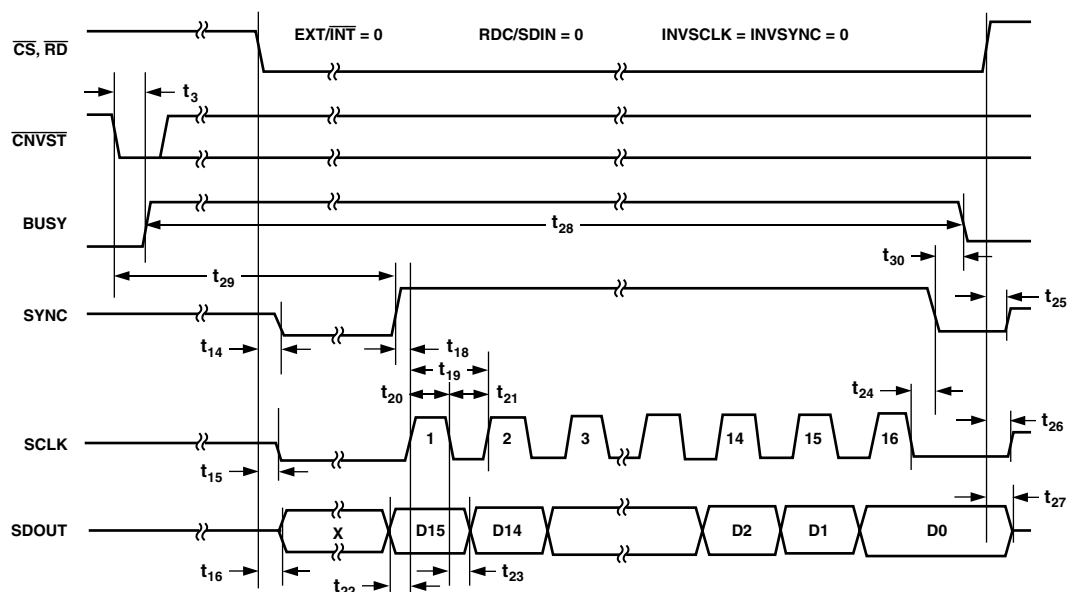 EXT/INT = 0 RDC/SDIN = 0 INVSCLK = INVSYNC = 0
CS, RD
t3
CNVST
BUSY
t28
t30
t29
t25
SYNC
t14
t18
t19
t20
t21
t24
t26
SCLK
1 2 3 14 15 16
t15
t27
SDOUT
X D15 D14 D2 D1 D0
t16
t22
t23